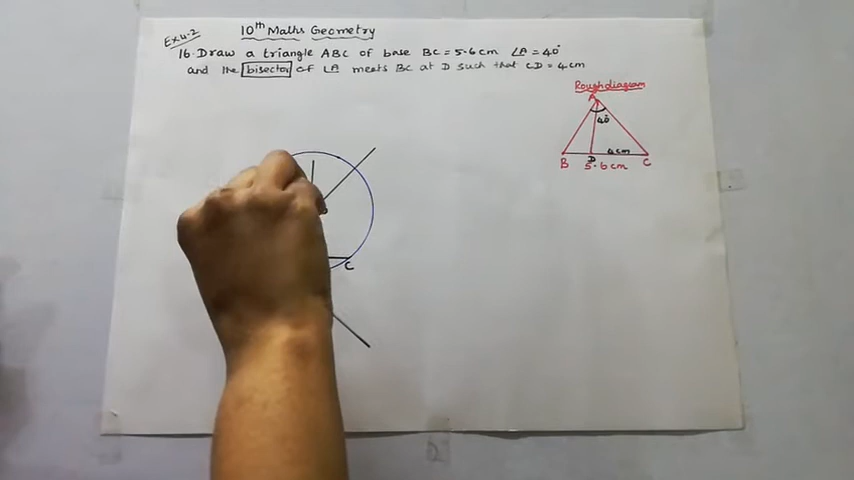 Ex 4.2
10th Maths Geometry
16. Draw a triangle ABC of base BC = 5.6 cm ∠A = 40°
and the bisector of ∠A meets BC at D such that CD = 4 cm
Rough diagram
A
40°
4 cm
B D C
5.6 cm
C